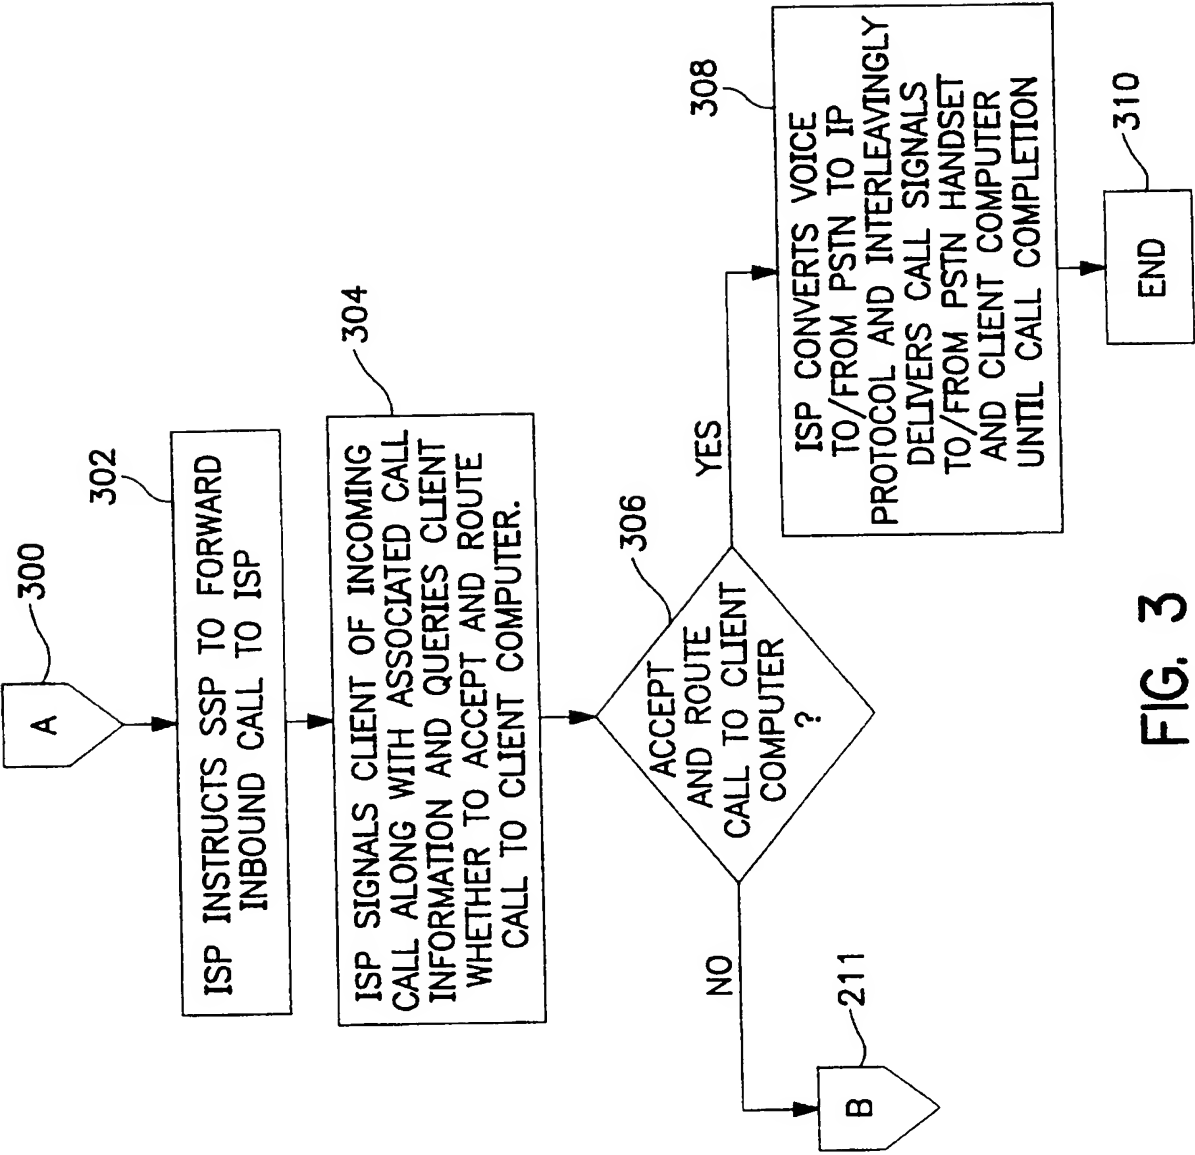 A
300
302
ISP INSTRUCTS SSP TO FORWARD
INBOUND CALL TO ISP
304
ISP SIGNALS CLIENT OF INCOMING
CALL ALONG WITH ASSOCIATED CALL
INFORMATION AND QUERIES CLIENT
WHETHER TO ACCEPT AND ROUTE
CALL TO CLIENT COMPUTER.
306
ACCEPT
AND ROUTE
CALL TO CLIENT
COMPUTER
?
NO
YES
B
211
308
ISP CONVERTS VOICE
TO/FROM PSTN TO IP
PROTOCOL AND INTERLEAVINGLY
DELIVERS CALL SIGNALS
TO/FROM PSTN HANDSET
AND CLIENT COMPUTER
UNTIL CALL COMPLETION
310
END
FIG. 3